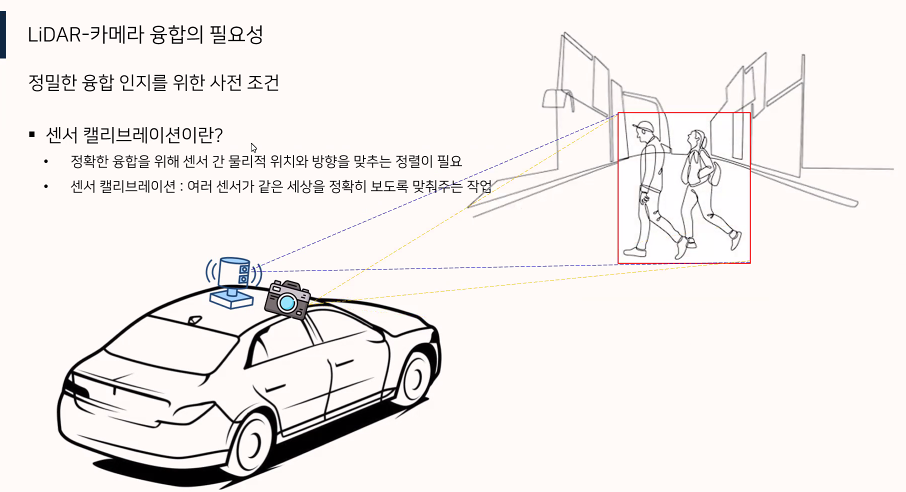 LiDAR-카메라 융합의 필요성
정밀한 융합 인지를 위한 사전 조건
▪ 센서 캘리브레이션이란?
• 정확한 융합을 위해 센서 간 물리적 위치와 방향을 맞추는 정렬이 필요
• 센서 캘리브레이션 : 여러 센서가 같은 세상을 정확히 보도록 맞춰주는 작업